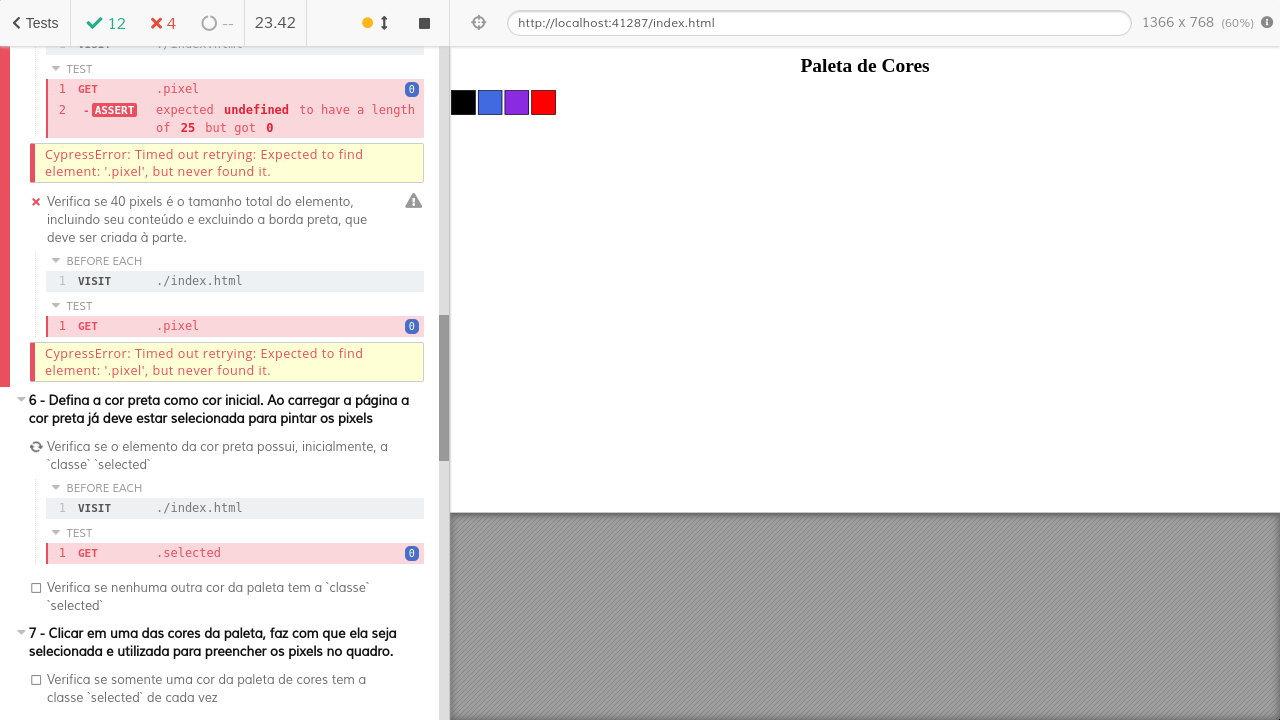 Tests
12
4
--
23.42
http://localhost:41287/index.html
1366 x 768 (60%)
TEST
1 GET .pixel 0
2 -ASSERT expected undefined to have a length
of 25 but got 0
CypressError: Timed out retrying: Expected to find
element: '.pixel', but never found it.
Verifica se 40 pixels é o tamanho total do elemento,
incluindo seu conteúdo e excluindo a borda preta, que
deve ser criada à parte.
BEFORE EACH
1 VISIT ./index.html
TEST
1 GET .pixel 0
CypressError: Timed out retrying: Expected to find
element: '.pixel', but never found it.
6 - Defina a cor preta como cor inicial. Ao carregar a página a
cor preta já deve estar selecionada para pintar os pixels
Verifica se o elemento da cor preta possui, inicialmente, a
`classe` `selected`
BEFORE EACH
1 VISIT ./index.html
TEST
1 GET .selected 0
Verifica se nenhuma outra cor da paleta tem a `classe`
`selected`
7 - Clicar em uma das cores da paleta, faz com que ela seja
selecionada e utilizada para preencher os pixels no quadro.
Verifica se somente uma cor da paleta de cores tem a
classe `selected` de cada vez
Paleta de Cores